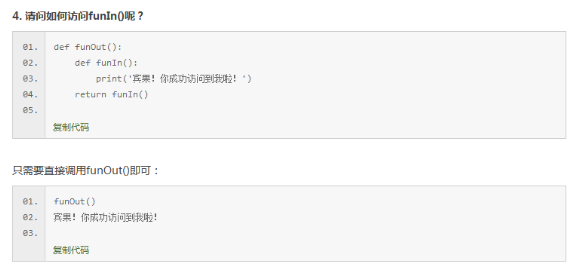 4. 请问如何访问funIn()呢？
01. def funOut():
02.     def funIn():
03.         print('宾果！你成功访问到我啦！')
04.     return funIn()
05.
复制代码
只需要直接调用funOut()即可：
01. funOut()
02. 宾果！你成功访问到我啦！
03.
复制代码